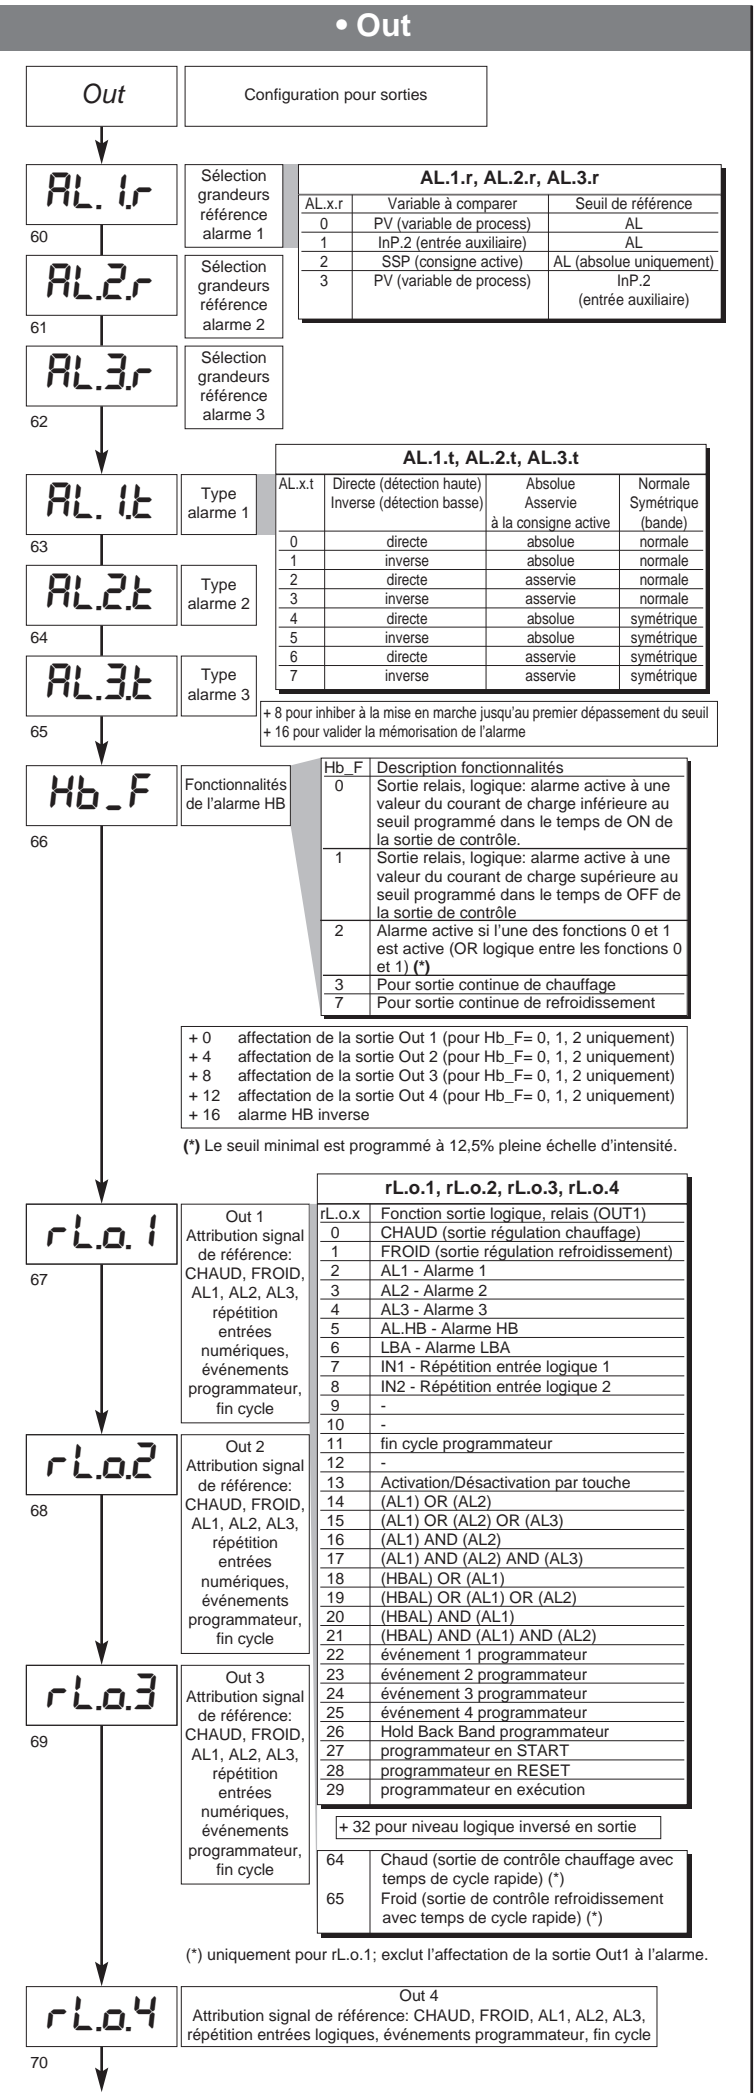 • Out
Out
Configuration pour sorties
AL.1.r
60
Sélection
grandeurs
référence
alarme 1
AL.1.r, AL.2.r, AL.3.r
AL.x.r Variable à comparer Seuil de référence
0 PV (variable de process) AL
1 InP.2 (entrée auxiliaire) AL
2 SSP (consigne active) AL (absolue uniquement)
3 PV (variable de process) InP.2
(entrée auxiliaire)
AL.2.r
61
Sélection
grandeurs
référence
alarme 2
AL.3.r
62
Sélection
grandeurs
référence
alarme 3
AL.1.t
63
Type
alarme 1
AL.1.t, AL.2.t, AL.3.t
AL.x.t Directe (détection haute) Absolue Normale
Inverse (détection basse) Asservie Symétrique
à la consigne active (bande)
0 directe absolue normale
1 inverse absolue normale
2 directe asservie normale
3 inverse asservie normale
4 directe absolue symétrique
5 inverse absolue symétrique
6 directe asservie symétrique
7 inverse asservie symétrique
AL.2.t
64
Type
alarme 2
AL.3.t
65
Type
alarme 3
+ 8 pour inhiber à la mise en marche jusqu'au premier dépassement du seuil
+ 16 pour valider la mémorisation de l'alarme
Hb_F
66
Fonctionnalités
de l'alarme HB
Hb_F Description fonctionnalités
0 Sortie relais, logique: alarme active à une
valeur du courant de charge inférieure au
seuil programmé dans le temps de ON de
la sortie de contrôle.
1 Sortie relais, logique: alarme active à une
valeur du courant de charge supérieure au
seuil programmé dans le temps de OFF de
la sortie de contrôle
2 Alarme active si l'une des fonctions 0 et 1
est active (OR logique entre les fonctions 0
et 1) (*)
3 Pour sortie continue de chauffage
7 Pour sortie continue de refroidissement
+ 0 affectation de la sortie Out 1 (pour Hb_F= 0, 1, 2 uniquement)
+ 4 affectation de la sortie Out 2 (pour Hb_F= 0, 1, 2 uniquement)
+ 8 affectation de la sortie Out 3 (pour Hb_F= 0, 1, 2 uniquement)
+ 12 affectation de la sortie Out 4 (pour Hb_F= 0, 1, 2 uniquement)
+ 16 alarme HB inverse
(*) Le seuil minimal est programmé à 12,5% pleine échelle d'intensité.
rL.o.1
67
Out 1
Attribution signal
de référence:
CHAUD, FROID,
AL1, AL2, AL3,
répétition
entrées
numériques,
événements
programmateur,
fin cycle
rL.o.1, rL.o.2, rL.o.3, rL.o.4
rL.o.x Fonction sortie logique, relais (OUT1)
0 CHAUD (sortie régulation chauffage)
1 FROID (sortie régulation refroidissement)
2 AL1 - Alarme 1
3 AL2 - Alarme 2
4 AL3 - Alarme 3
5 AL.HB - Alarme HB
6 LBA - Alarme LBA
7 IN1 - Répétition entrée logique 1
8 IN2 - Répétition entrée logique 2
9 -
10 -
11 fin cycle programmateur
12 -
13 Activation/Désactivation par touche
14 (AL1) OR (AL2)
15 (AL1) OR (AL2) OR (AL3)
16 (AL1) AND (AL2)
17 (AL1) AND (AL2) AND (AL3)
18 (HBAL) OR (AL1)
19 (HBAL) OR (AL1) OR (AL2)
20 (HBAL) AND (AL1)
21 (HBAL) AND (AL1) AND (AL2)
22 événement 1 programmateur
23 événement 2 programmateur
24 événement 3 programmateur
25 événement 4 programmateur
26 Hold Back Band programmateur
27 programmateur en START
28 programmateur en RESET
29 programmateur en exécution
rL.o.2
68
Out 2
Attribution signal
de référence:
CHAUD, FROID,
AL1, AL2, AL3,
répétition
entrées
numériques,
événements
programmateur,
fin cycle
rL.o.3
69
Out 3
Attribution signal
de référence:
CHAUD, FROID,
AL1, AL2, AL3,
répétition
entrées
numériques,
événements
programmateur,
fin cycle
+ 32 pour niveau logique inversé en sortie
64 Chaud (sortie de contrôle chauffage avec
temps de cycle rapide) (*)
65 Froid (sortie de contrôle refroidissement
avec temps de cycle rapide) (*)
(*) uniquement pour rL.o.1; exclut l'affectation de la sortie Out1 à l'alarme.
rL.o.4
70
Out 4
Attribution signal de référence: CHAUD, FROID, AL1, AL2, AL3,
répétition entrées logiques, événements programmateur, fin cycle